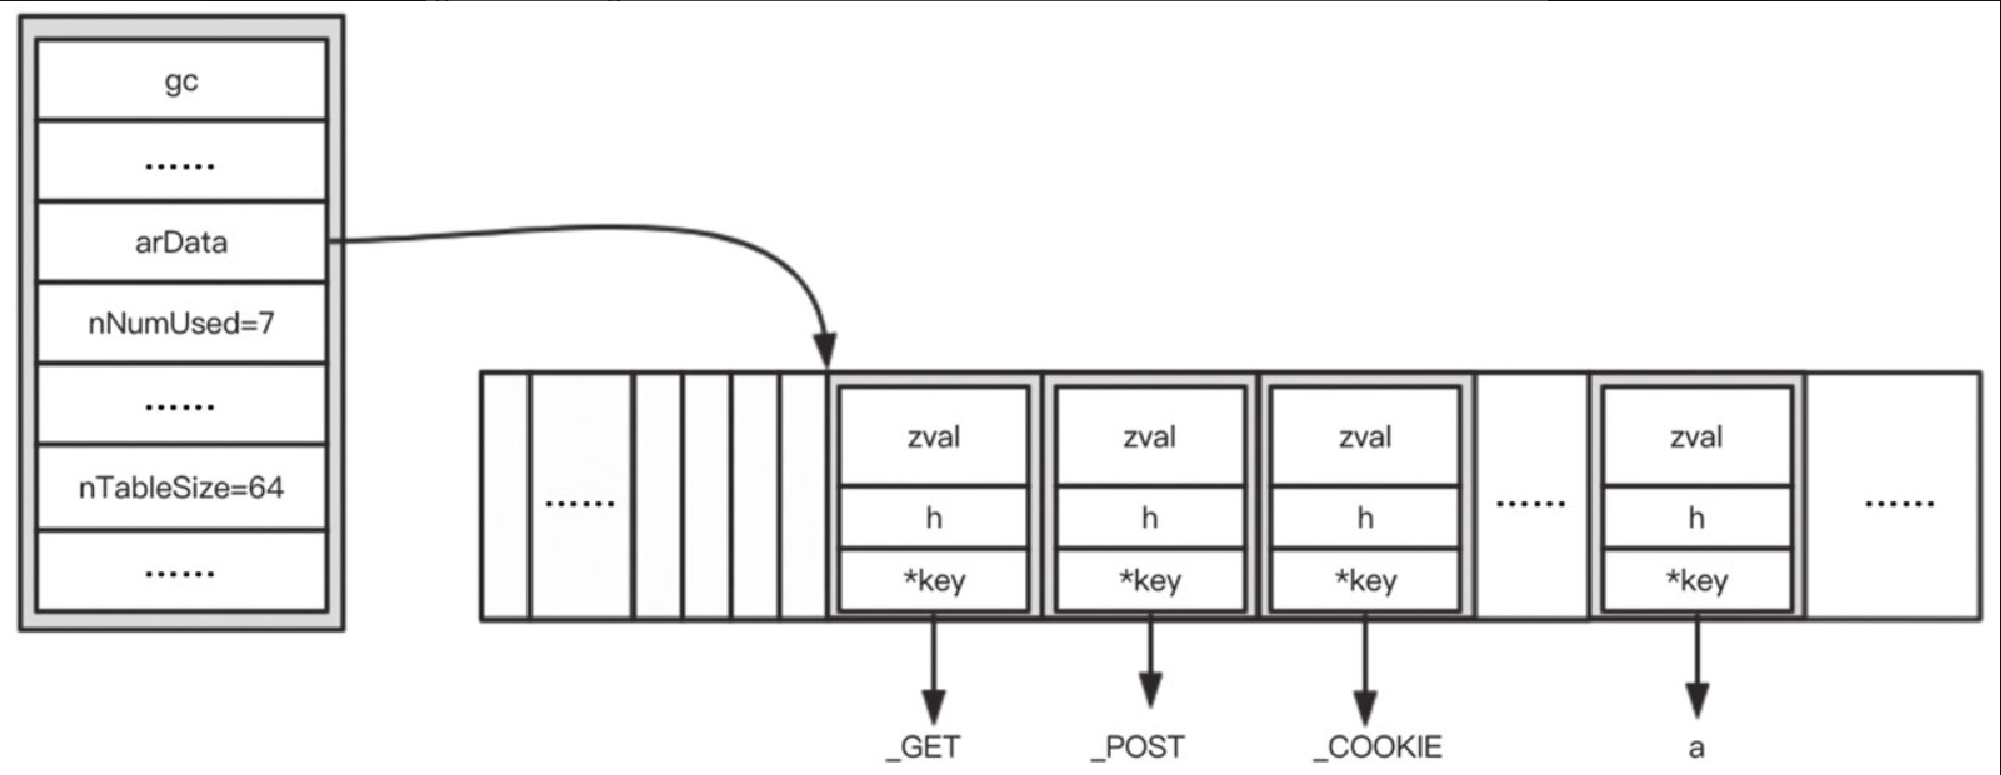 gc
......
arData
nNumUsed=7
......
nTableSize=64
......
......
zval
h
*key
zval
h
*key
zval
h
*key
......
zval
h
*key
......
_GET
_POST
_COOKIE
a